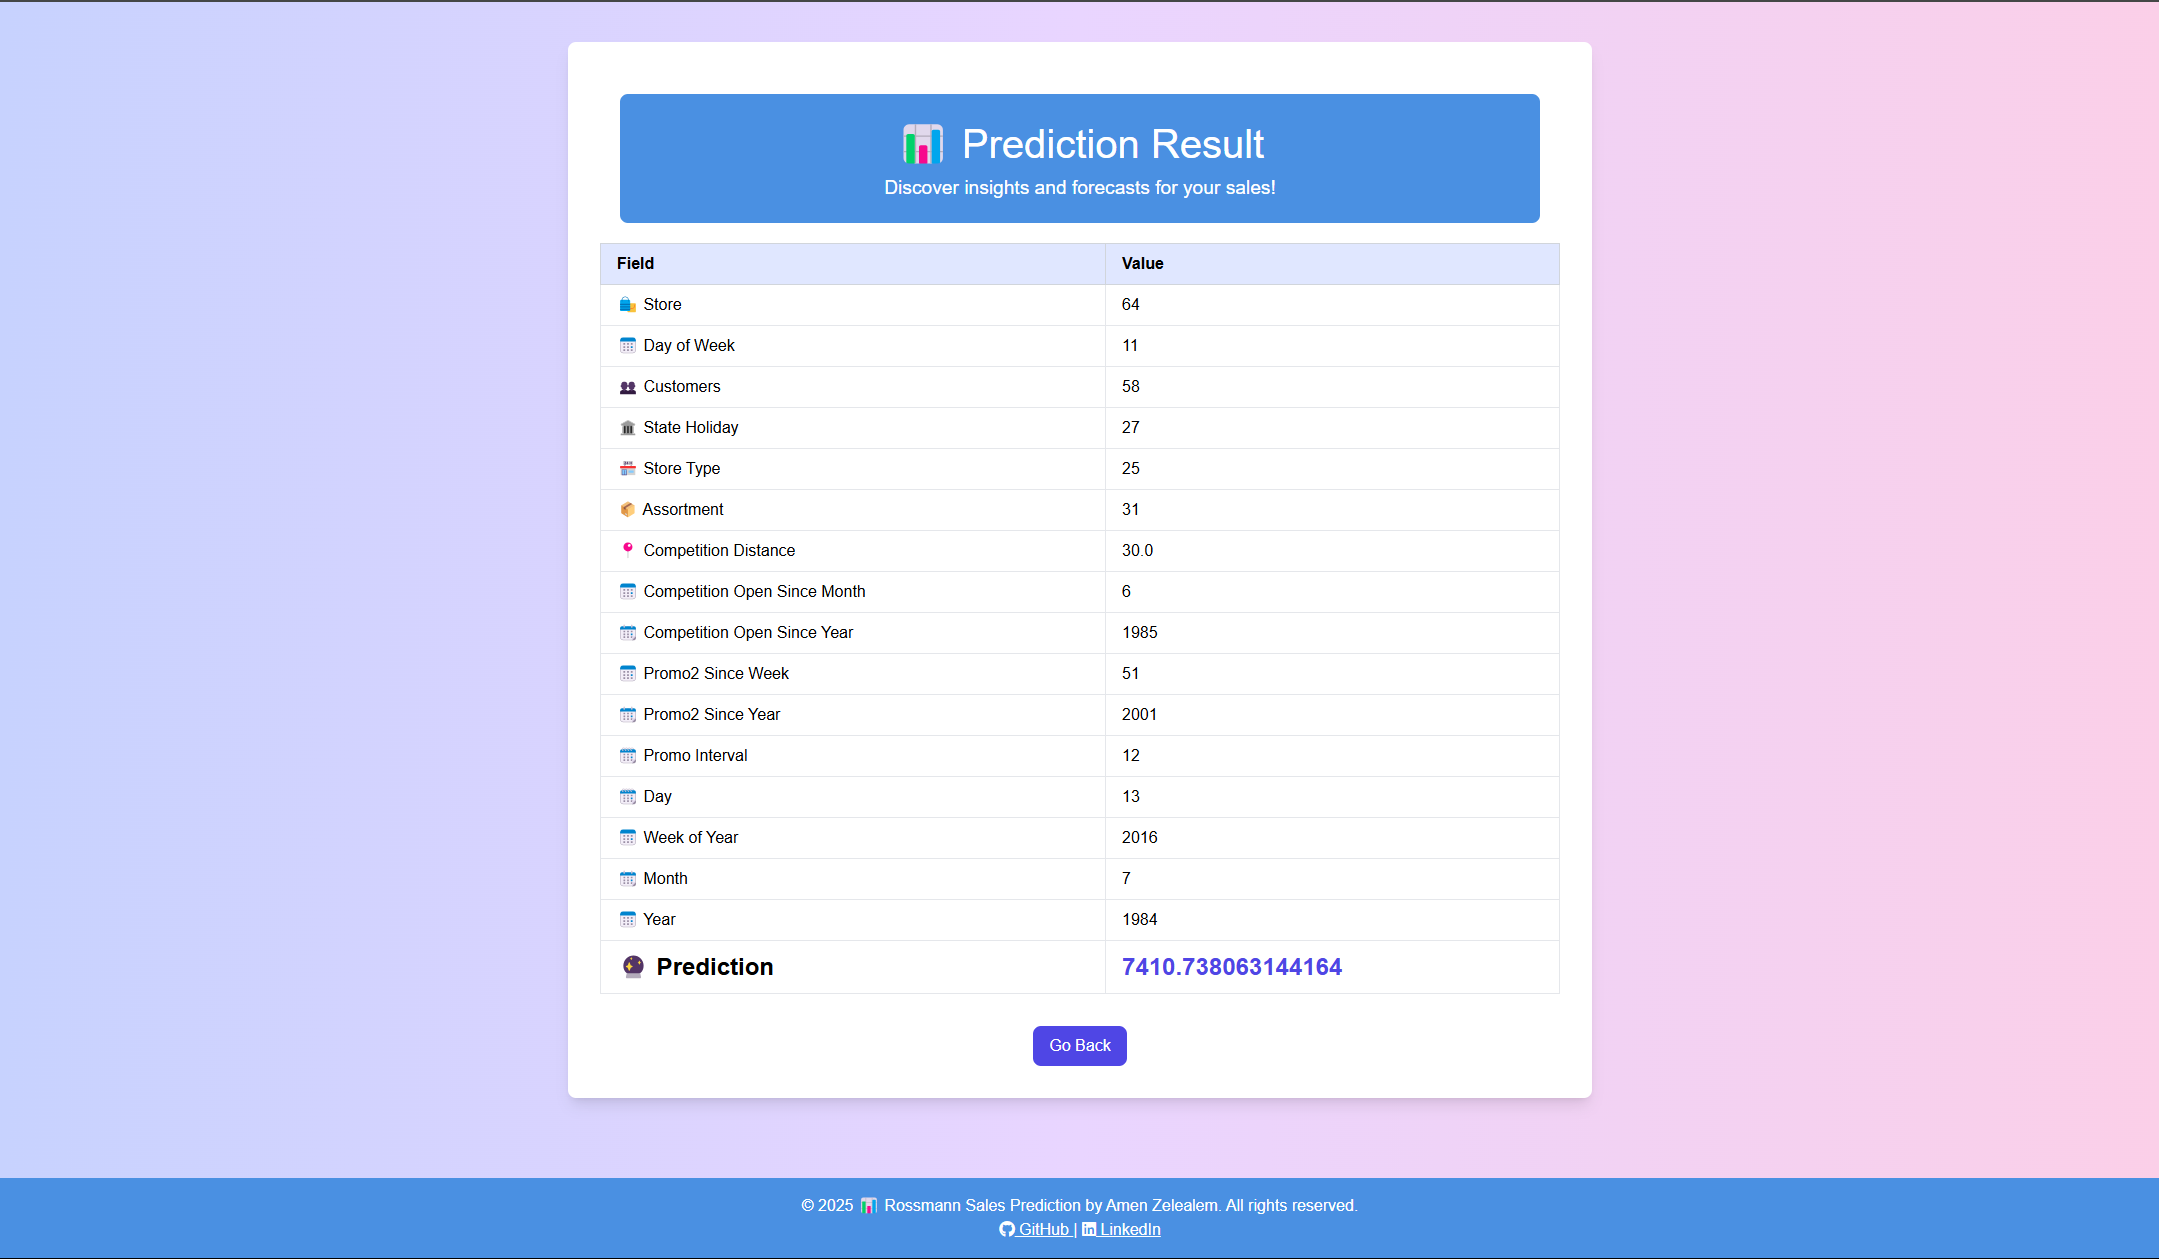 Prediction Result
Discover insights and forecasts for your sales!
Field Value
Store 64
Day of Week 11
Customers 58
State Holiday 27
Store Type 25
Assortment 31
Competition Distance 30.0
Competition Open Since Month 6
Competition Open Since Year 1985
Promo2 Since Week 51
Promo2 Since Year 2001
Promo Interval 12
Day 13
Week of Year 2016
Month 7
Year 1984
Prediction 7410.738063144164
Go Back
© 2025 Rossmann Sales Prediction by Amen Zelealem. All rights reserved.
GitHub | LinkedIn